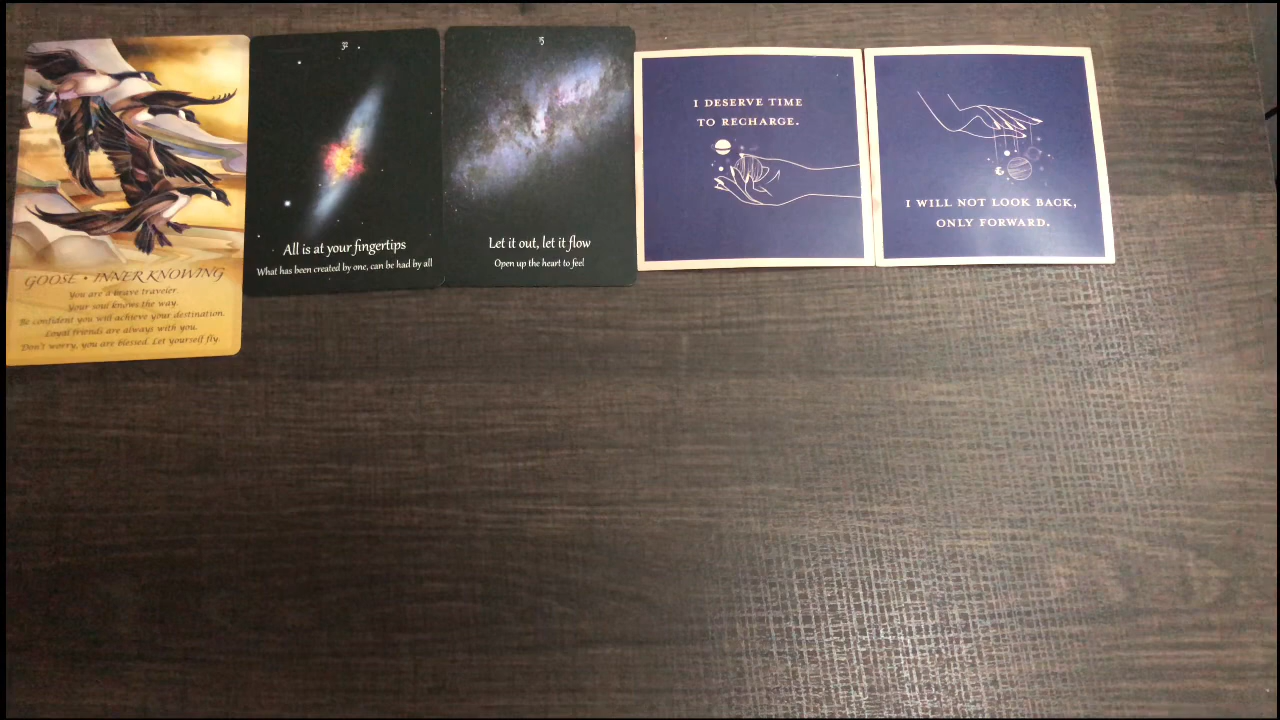 GOOSE • INNER KNOWING
You are a brave traveler.
Your soul knows the way.
Be confident you will achieve your destination.
Loyal friends are always with you.
Don't worry, you are blessed. Let yourself fly.
32
All is at your fingertips
What has been created by one, can be had by all
Let it out, let it flow
Open up the heart to feel
I DESERVE TIME
TO RECHARGE.
I WILL NOT LOOK BACK,
ONLY FORWARD.